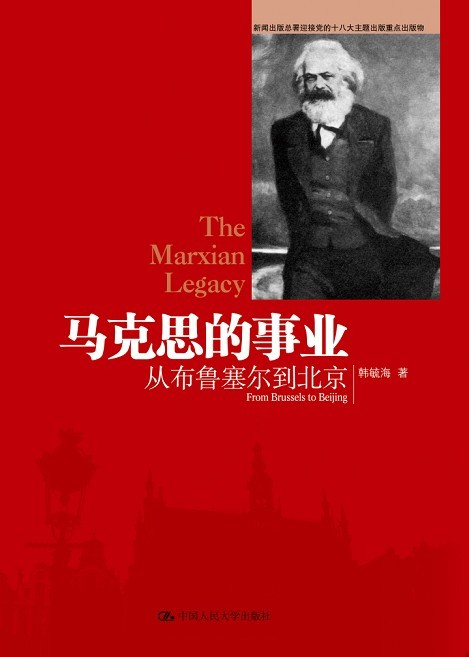 新闻出版总署迎接党的十八大主题出版重点出版物
The
Marxian
Legacy
马克思的事业
从布鲁塞尔到北京
From Brussels to Beijing
韩毓海 著
中国人民大学出版社